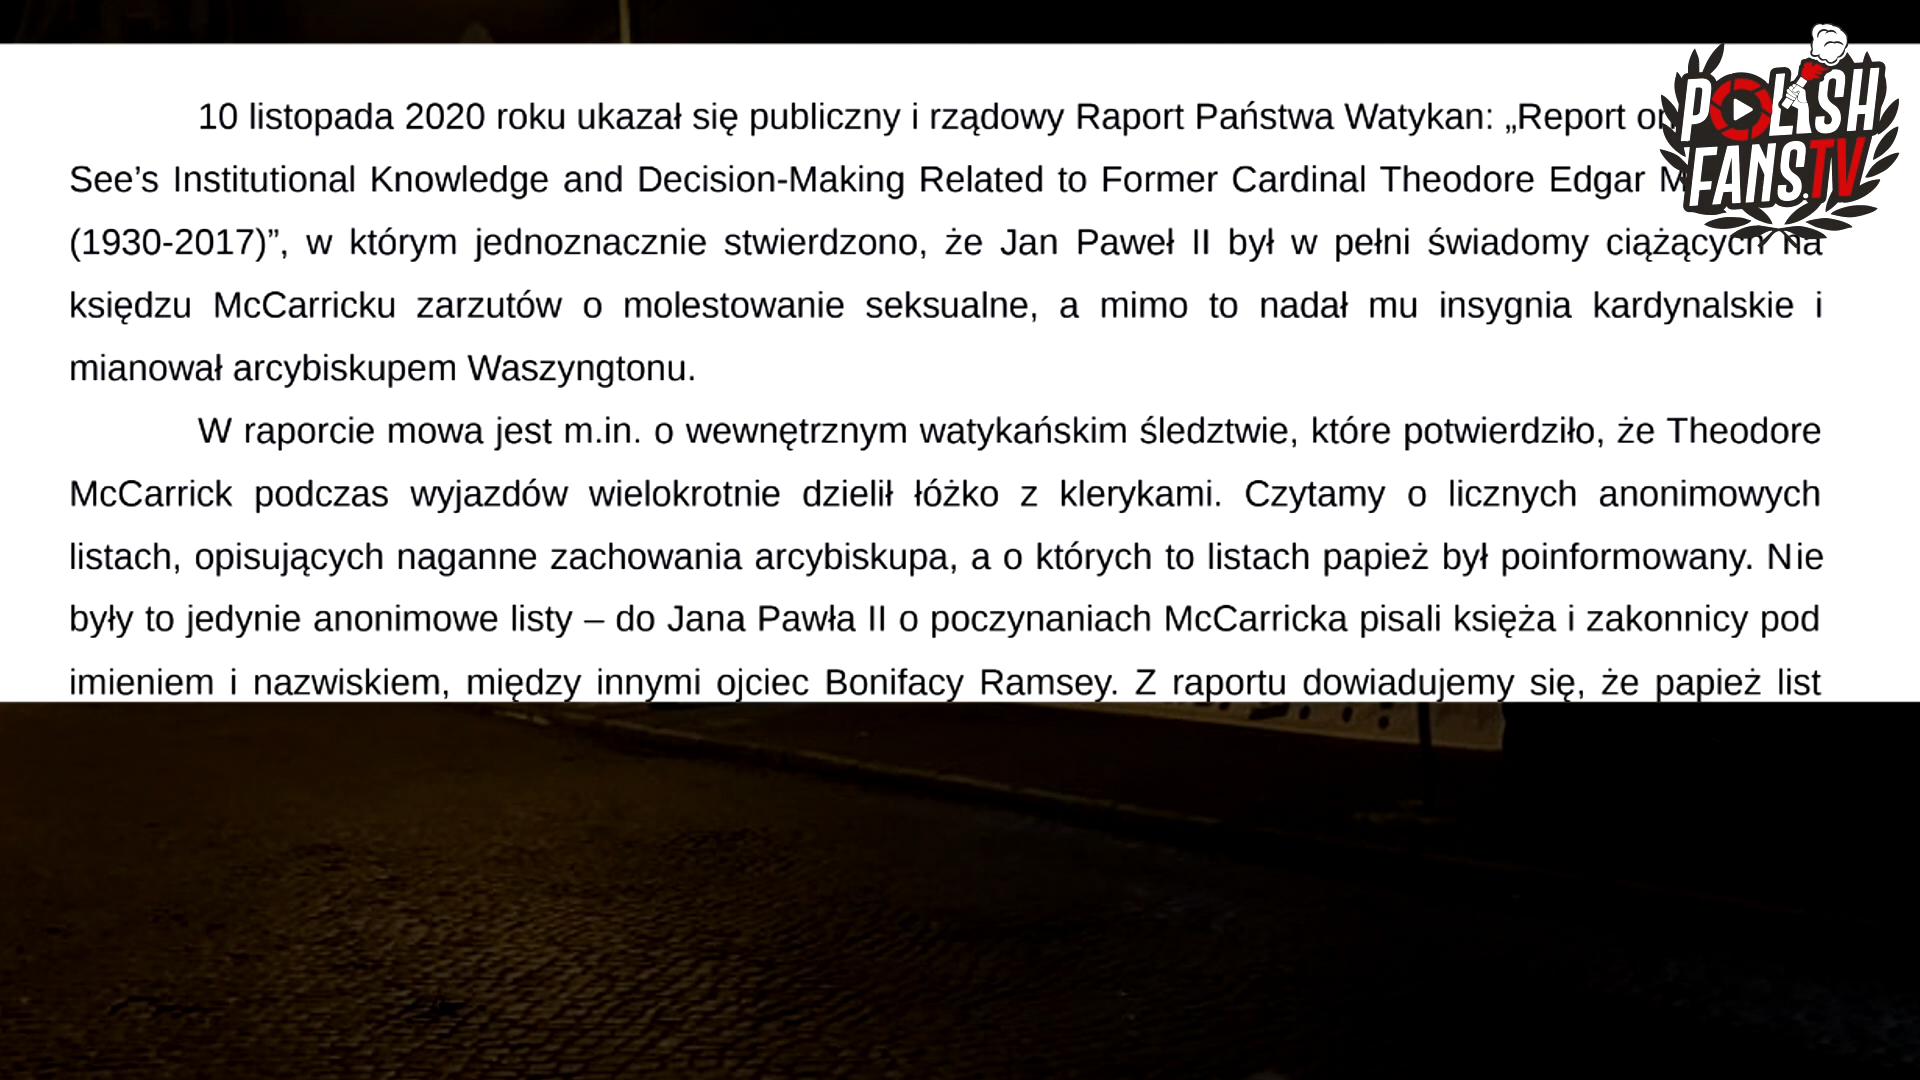 10 listopada 2020 roku ukazał się publiczny i rządowy Raport Państwa Watykan: „Report on
See’s Institutional Knowledge and Decision-Making Related to Former Cardinal Theodore Edgar
(1930-2017)”, w którym jednoznacznie stwierdzono, że Jan Paweł II był w pełni świadomy ciążących na
księdzu McCarricku zarzutów o molestowanie seksualne, a mimo to nadał mu insygnia kardynalskie i
mianował arcybiskupem Waszyngtonu.
W raporcie mowa jest m.in. o wewnętrznym watykańskim śledztwie, które potwierdziło, że Theodore
McCarrick podczas wyjazdów wielokrotnie dzielił łóżko z klerykami. Czytamy o licznych anonimowych
listach, opisujących naganne zachowania arcybiskupa, a o których to listach papież był poinformowany. Nie
były to jedynie anonimowe listy – do Jana Pawła II o poczynaniach McCarricka pisali księża i zakonnicy pod
imieniem i nazwiskiem, między innymi ojciec Bonifacy Ramsey. Z raportu dowiadujemy się, że papież list
POLISH
FANS.TV